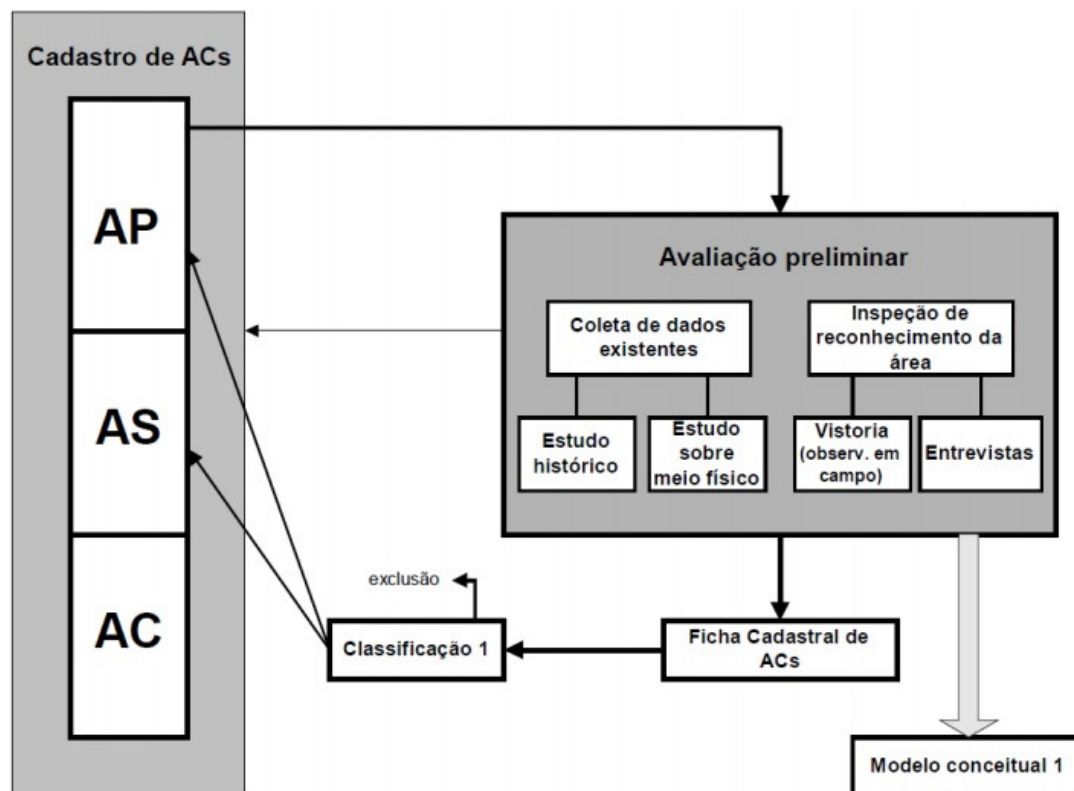 Cadastro de ACs
AP
AS
AC
Avaliação preliminar
Coleta de dados
existentes
Inspeção de
reconhecimento da
área
Estudo
histórico
Estudo
sobre
meio físico
Vistoria
(observ. em
campo)
Entrevistas
exclusão
Classificação 1
Ficha Cadastral de
ACs
Modelo conceitual 1